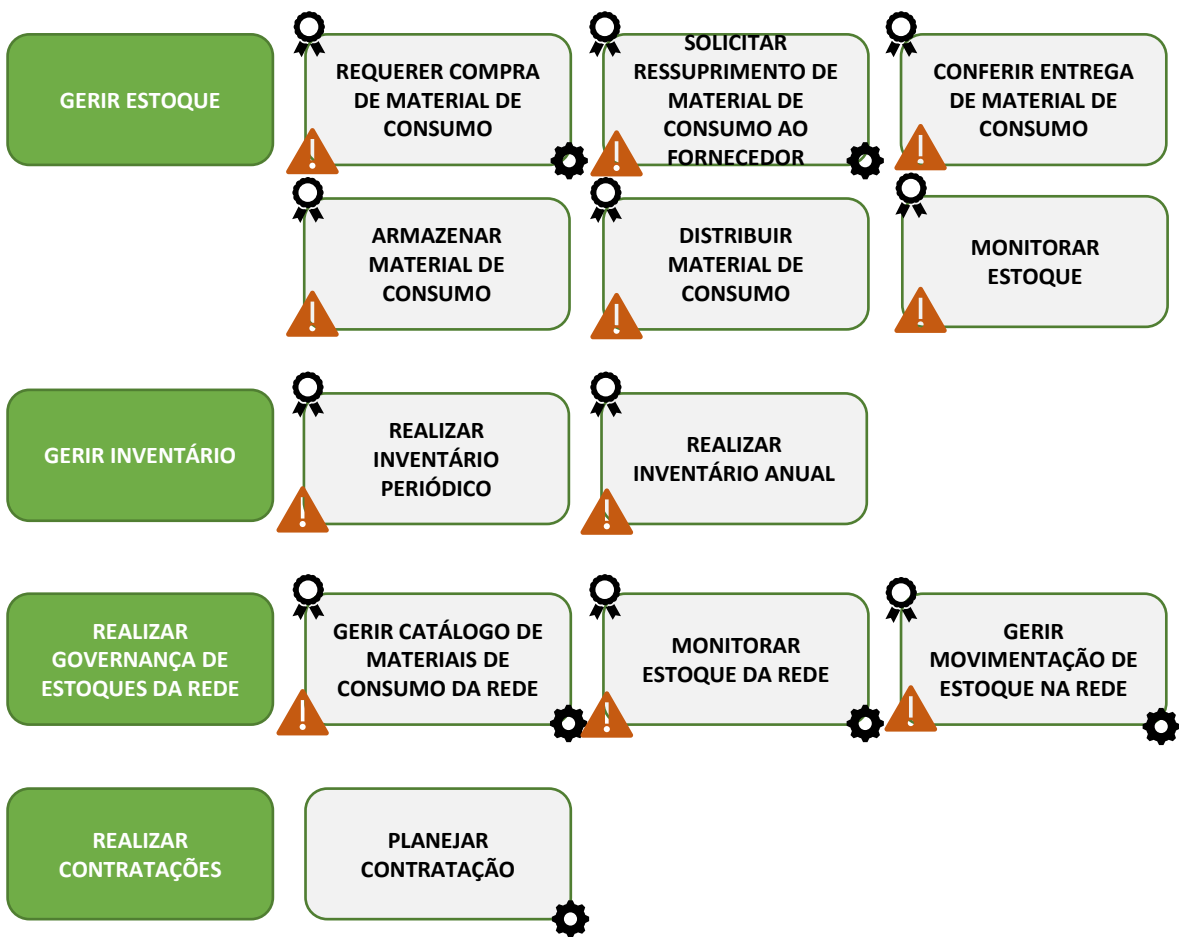 GERIR ESTOQUE
REQUERER COMPRA
DE MATERIAL DE
CONSUMO
SOLICITAR
RESSUPRIMENTO DE
MATERIAL DE
CONSUMO AO
FORNECEDOR
CONFERIR ENTREGA
DE MATERIAL DE
CONSUMO
ARMAZENAR
MATERIAL DE
CONSUMO
DISTRIBUIR
MATERIAL DE
CONSUMO
MONITORAR
ESTOQUE
GERIR INVENTÁRIO
REALIZAR
INVENTÁRIO
PERIÓDICO
REALIZAR
INVENTÁRIO ANUAL
REALIZAR
GOVERNANÇA DE
ESTOQUES DA REDE
GERIR CATÁLOGO DE
MATERIAIS DE
CONSUMO DA REDE
MONITORAR
ESTOQUE DA REDE
GERIR
MOVIMENTAÇÃO DE
ESTOQUE NA REDE
REALIZAR
CONTRATAÇÕES
PLANEJAR
CONTRATAÇÃO